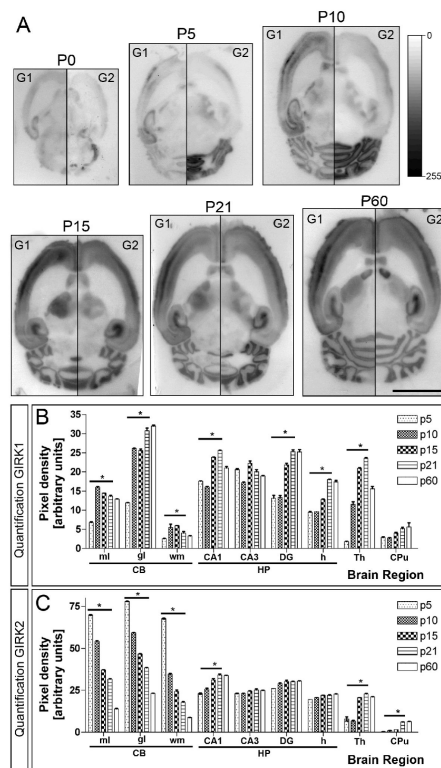 A
P0
P5
P10
G1 G2
G1 G2
G1 G2
0
255
P15
P21
P60
G1 G2
G1 G2
G1 G2
B
Quantification GIRK1
Pixel density
[arbitrary units]
35
30
25
20
15
10
5
0
* * * * * * *
p5
p10
p15
p21
p60
ml gl wm CA1 CA3 DG h Th CPu
CB HP Brain Region
C
Quantification GIRK2
Pixel density
[arbitrary units]
75
50
25
0
* * * * * *
p5
p10
p15
p21
p60
ml gl wm CA1 CA3 DG h Th CPu
CB HP Brain Region